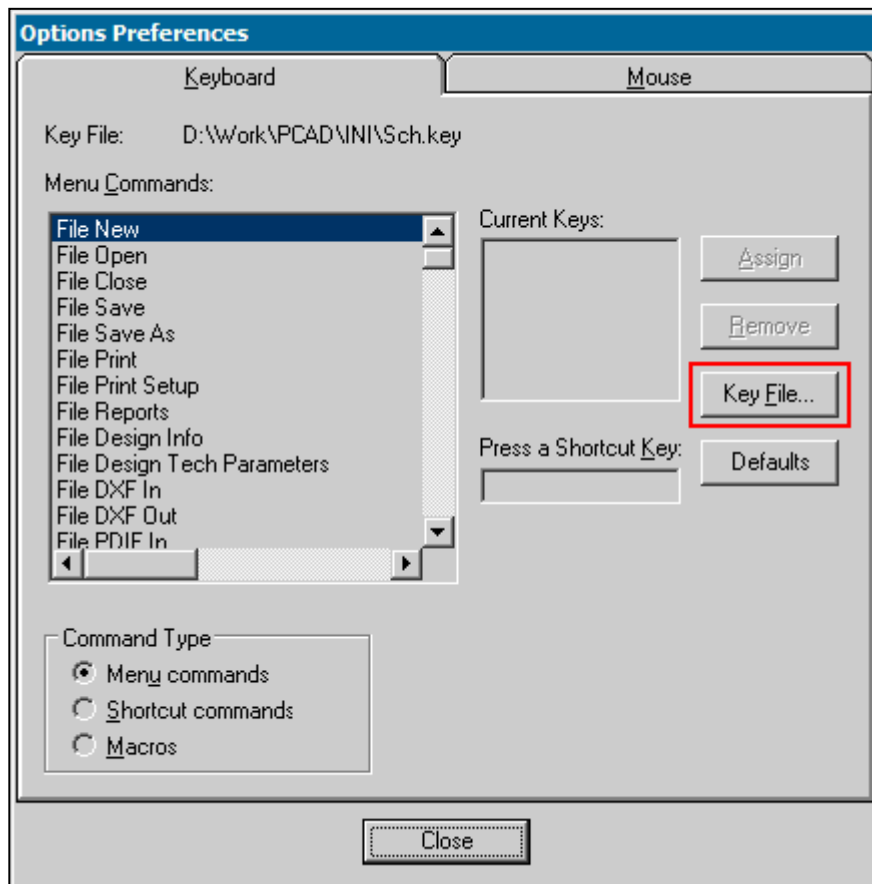 Options Preferences
Keyboard
Mouse
Key File: D:\Work\PCAD\INI\Sch.key
Menu Commands:
File New
File Open
File Close
File Save
File Save As
File Print
File Print Setup
File Reports
File Design Info
File Design Tech Parameters
File DXF In
File DXF Out
File PDIF In
Current Keys:
Press a Shortcut Key:
Assign
Remove
Key File...
Defaults
Command Type
Menu commands
Shortcut commands
Macros
Close